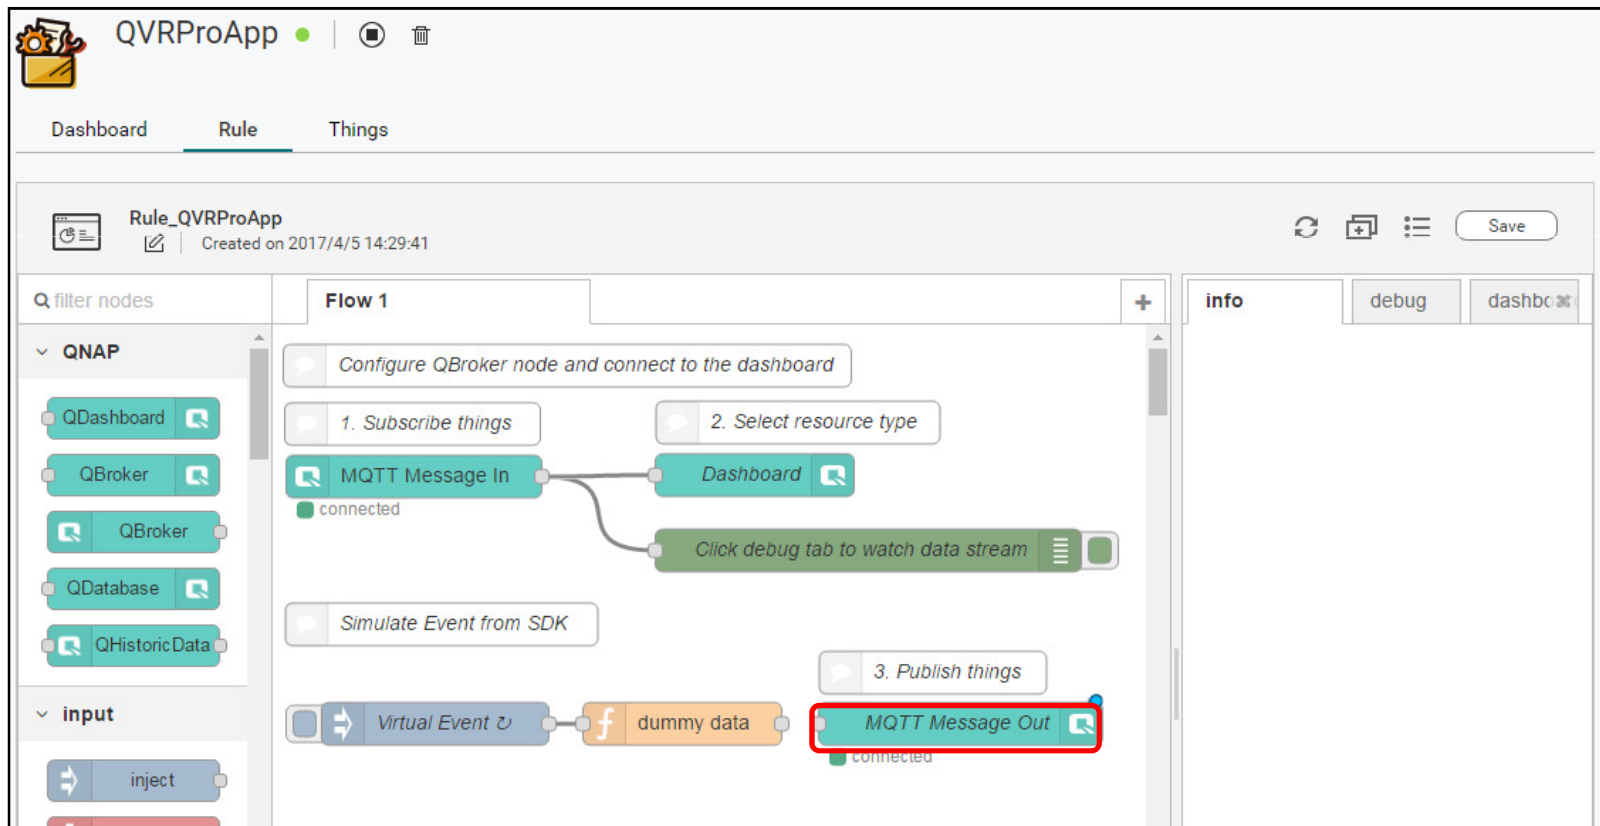 QVRProApp
Dashboard Rule Things
Rule_QVRProApp
Created on 2017/4/5 14:29:41
Save
filter nodes
Flow 1
info
debug
QNAP
Configure QBroker node and connect to the dashboard
QDashboard
1. Subscribe things
2. Select resource type
QBroker
MQTT Message In
Dashboard
connected
QBroker
Click debug tab to watch data stream
QDatabase
Simulate Event from SDK
QHistoricData
3. Publish things
input
Virtual Event ↻
dummy data
MQTT Message Out
connected
inject